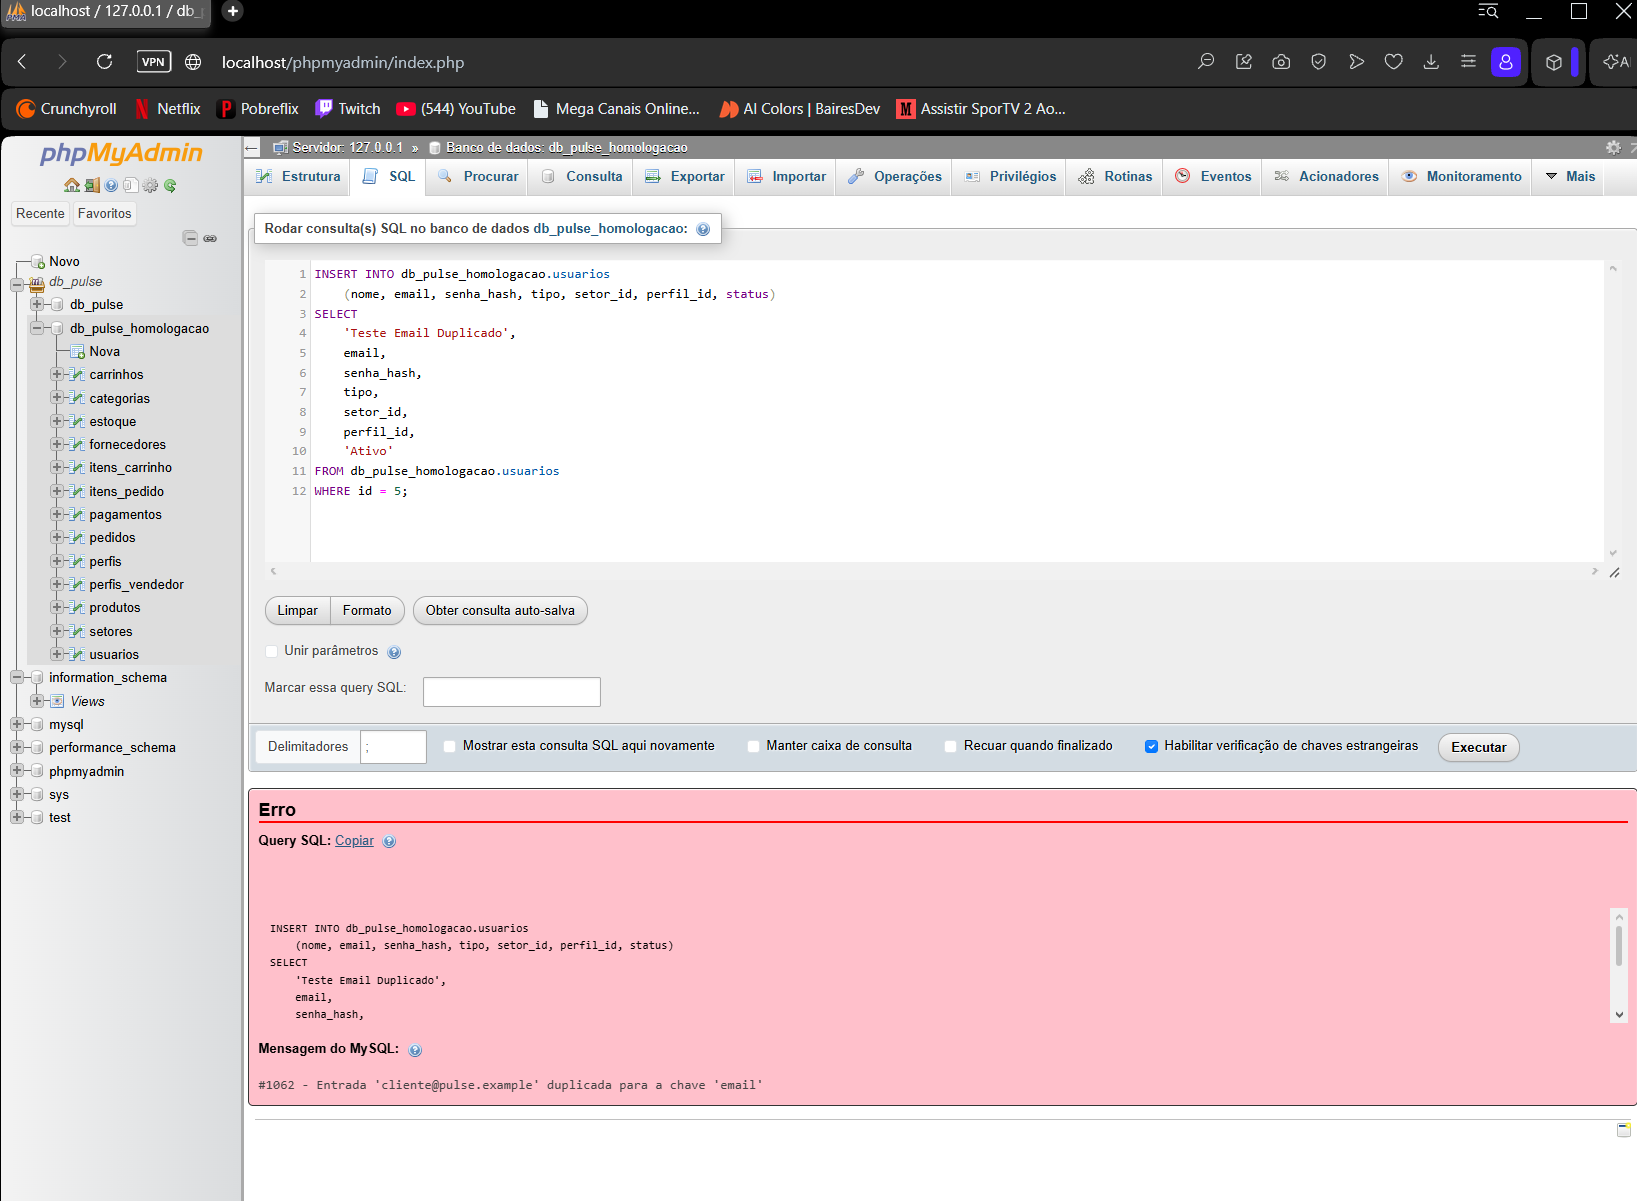 localhost / 127.0.0.1 / db_
VPN
localhost/phpmyadmin/index.php
Crunchyroll
Netflix
Pobreflix
Twitch
(544) YouTube
Mega Canais Online...
AI Colors | BairesDev
Assistir SporTV 2 Ao...
phpMyAdmin
Recente
Favoritos
Novo
db_pulse
db_pulse
db_pulse_homologacao
Nova
carrinhos
categorias
estoque
fornecedores
itens_carrinho
itens_pedido
pagamentos
pedidos
perfis
perfis_vendedor
produtos
setores
usuarios
information_schema
Views
mysql
performance_schema
phpmyadmin
sys
test
Servidor: 127.0.0.1 » Banco de dados: db_pulse_homologacao
Estrutura
SQL
Procurar
Consulta
Exportar
Importar
Operações
Privilégios
Rotinas
Eventos
Acionadores
Monitoramento
Mais
Rodar consulta(s) SQL no banco de dados db_pulse_homologacao:
1 INSERT INTO db_pulse_homologacao.usuarios
2 (nome, email, senha_hash, tipo, setor_id, perfil_id, status)
3 SELECT
4 'Teste Email Duplicado',
5 email,
6 senha_hash,
7 tipo,
8 setor_id,
9 perfil_id,
10 'Ativo'
11 FROM db_pulse_homologacao.usuarios
12 WHERE id = 5;
Limpar
Formato
Obter consulta auto-salva
Unir parâmetros
Marcar essa query SQL:
Delimitadores ;
Mostrar esta consulta SQL aqui novamente
Manter caixa de consulta
Recuar quando finalizado
Habilitar verificação de chaves estrangeiras
Executar
Erro
Query SQL: Copiar
INSERT INTO db_pulse_homologacao.usuarios
(nome, email, senha_hash, tipo, setor_id, perfil_id, status)
SELECT
'Teste Email Duplicado',
email,
senha_hash,
Mensagem do MySQL:
#1062 - Entrada 'cliente@pulse.example' duplicada para a chave 'email'